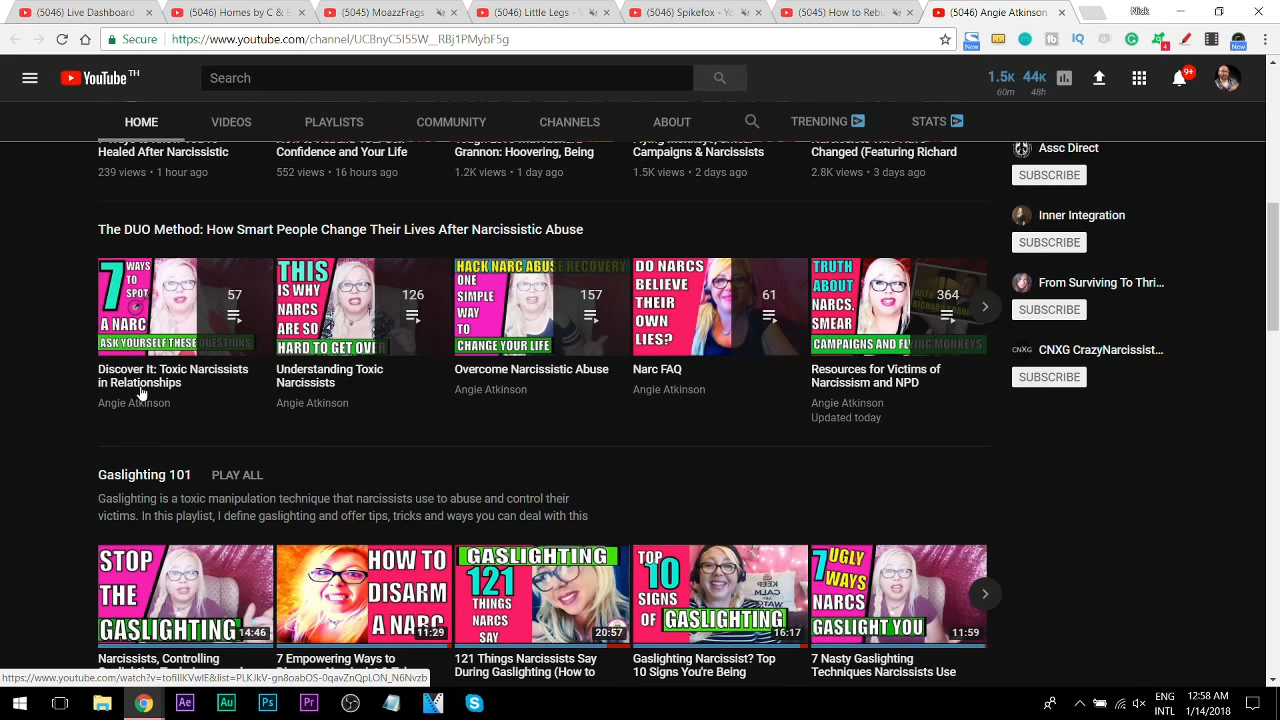 (5046) Live Dashboard
(5046) Homes by C & E
(5045) MoazzFrags
(5046) Little Legs - Y
(5046) Spikefox - Yo
(5045) How to Rebu
(5046) Angie Atkinson
Nick
Secure https://www.youtube.com/channel/UCBnyC5I55W__RBj1PMybF5g
New
4
New
YouTube TH
Search
1.5K 44K
60m 48h
9+
HOME VIDEOS PLAYLISTS COMMUNITY CHANNELS ABOUT TRENDING STATS
Healed After Narcissistic
239 views • 1 hour ago
Confidence and Your Life
552 views • 16 hours ago
Grannon: Hoovering, Being
1.2K views • 1 day ago
Campaigns & Narcissists
1.5K views • 2 days ago
Changed (Featuring Richard
2.8K views • 3 days ago
Assc Direct
SUBSCRIBE
Inner Integration
SUBSCRIBE
From Surviving To Thri...
SUBSCRIBE
CNXG
CNXG CrazyNarcissist...
SUBSCRIBE
The DUO Method: How Smart People Change Their Lives After Narcissistic Abuse
7 WAYS
TO
SPOT
A NARC
ASK YOURSELF THESE QUESTIONS
57
THIS
IS WHY
NARCS
ARE SO
HARD TO GET OVER
126
HACK NARC ABUSE RECOVERY
ONE
SIMPLE
WAY
TO
CHANGE YOUR LIFE
157
DO NARCS
BELIEVE
THEIR
OWN
LIES?
61
TRUTH
ABOUT
NARCS.
SMEAR
CAMPAIGNS AND FLYING MONKEYS
364
Discover It: Toxic Narcissists
in Relationships
Angie Atkinson
Understanding Toxic
Narcissists
Angie Atkinson
Overcome Narcissistic Abuse
Angie Atkinson
Narc FAQ
Angie Atkinson
Resources for Victims of
Narcissism and NPD
Angie Atkinson
Updated today
Gaslighting 101 PLAY ALL
Gaslighting is a toxic manipulation technique that narcissists use to abuse and control their
victims. In this playlist, I define gaslighting and offer tips, tricks and ways you can deal with this
STOP
THE
GASLIGHTING
14:46
HOW TO
DISARM
A NARC
11:29
GASLIGHTING
121
THINGS
NARCS
SAY
20:57
TOP
10
SIGNS
OF GASLIGHTING
KEEP
CALM
16:17
7 UGLY
WAYS
NARCS
GASLIGHT YOU
11:59
Narcissists, Controlling
7 Empowering Ways to
121 Things Narcissists Say
During Gaslighting (How to
Gaslighting Narcissist? Top
10 Signs You're Being
7 Nasty Gaslighting
Techniques Narcissists Use
Ae Au Ps Pr
ENG
INTL
12:58 AM
1/14/2018